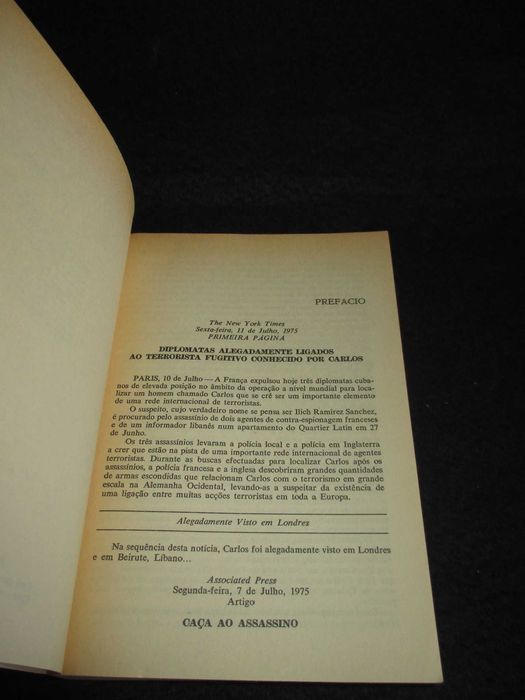 PREFACIO
The New York Times
Sexta-feira, 11 de Julho, 1975
PRIMEIRA PÁGINA
DIPLOMATAS ALEGADAMENTE LIGADOS
AO TERRORISTA FUGITIVO CONHECIDO POR CARLOS
PARIS, 10 de Julho — A França expulsou hoje três diplomatas cuba-
nos de elevada posição no âmbito da operação a nível mundial para loca-
lizar um homem chamado Carlos que se crê ser um importante elemento
de uma rede internacional de terroristas.
O suspeito, cujo verdadeiro nome se pensa ser Ilich Ramirez Sanchez,
é procurado pelo assassínio de dois agentes de contra-espionagem franceses
e de um informador libanês num apartamento do Quartier Latin em 27
de Junho.
Os três assassínios levaram a polícia local e a polícia em Inglaterra
a crer que estão na pista de uma importante rede internacional de agentes
terroristas. Durante as buscas efectuadas para localizar Carlos após os
assassínios, a polícia francesa e a inglesa descobriram grandes quantidades
de armas escondidas que relacionam Carlos com o terrorismo em grande
escala na Alemanha Ocidental, levando-as a suspeitar da existência de
uma ligação entre muitas acções terroristas em toda a Europa.
Alegadamente Visto em Londres
Na sequência desta notícia, Carlos foi alegadamente visto em Londres
e em Beirute, Líbano...
Associated Press
Segunda-feira, 7 de Julho, 1975
Artigo
CAÇA AO ASSASSINO